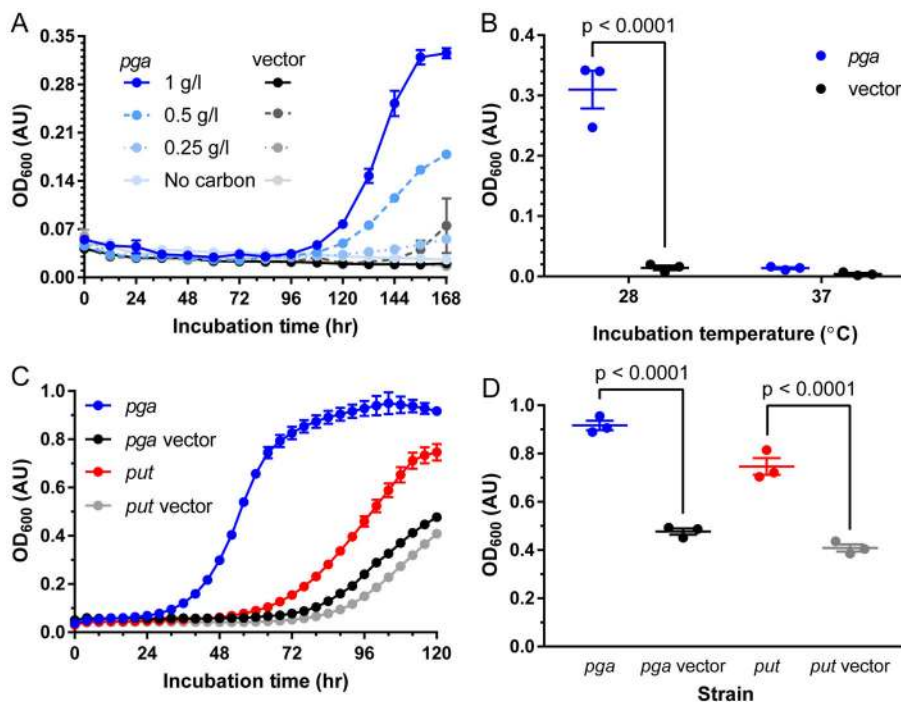 A
OD600 (AU)
0.35
0.28
0.21
0.14
0.07
0.00
pga vector
1 g/l
0.5 g/l
0.25 g/l
No carbon
0 24 48 72 96 120 144 168
Incubation time (hr)
B
p < 0.0001
OD600 (AU)
0.4
0.3
0.2
0.1
0.0
pga
vector
28 37
Incubation temperature (°C)
C
OD600 (AU)
1.0
0.8
0.6
0.4
0.2
0.0
pga
pga vector
put
put vector
0 24 48 72 96 120
Incubation time (hr)
D
p < 0.0001 p < 0.0001
OD600 (AU)
1.0
0.8
0.6
0.4
0.2
0.0
pga pga vector put put vector
Strain